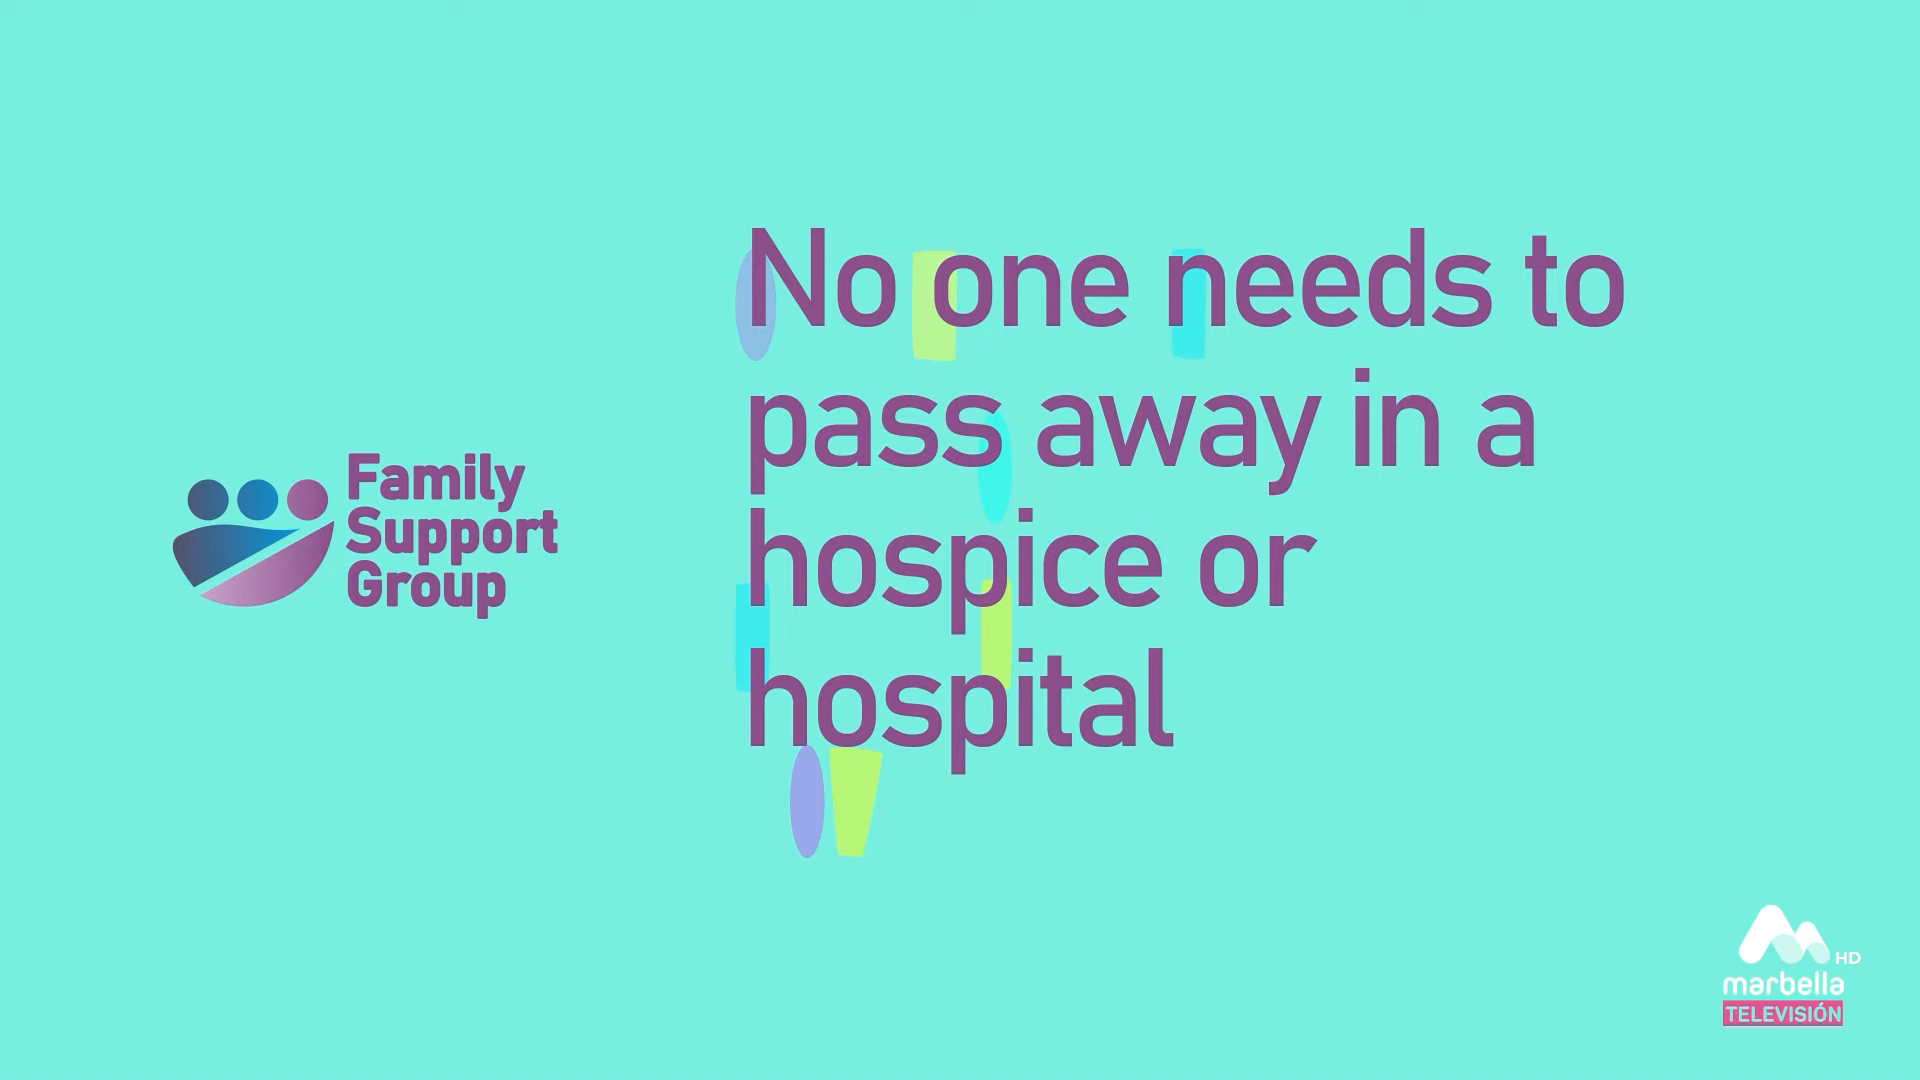 Family
Support
Group
No one needs to
pass away in a
hospice or
hospital
HD
marbella
TELEVISIÓN